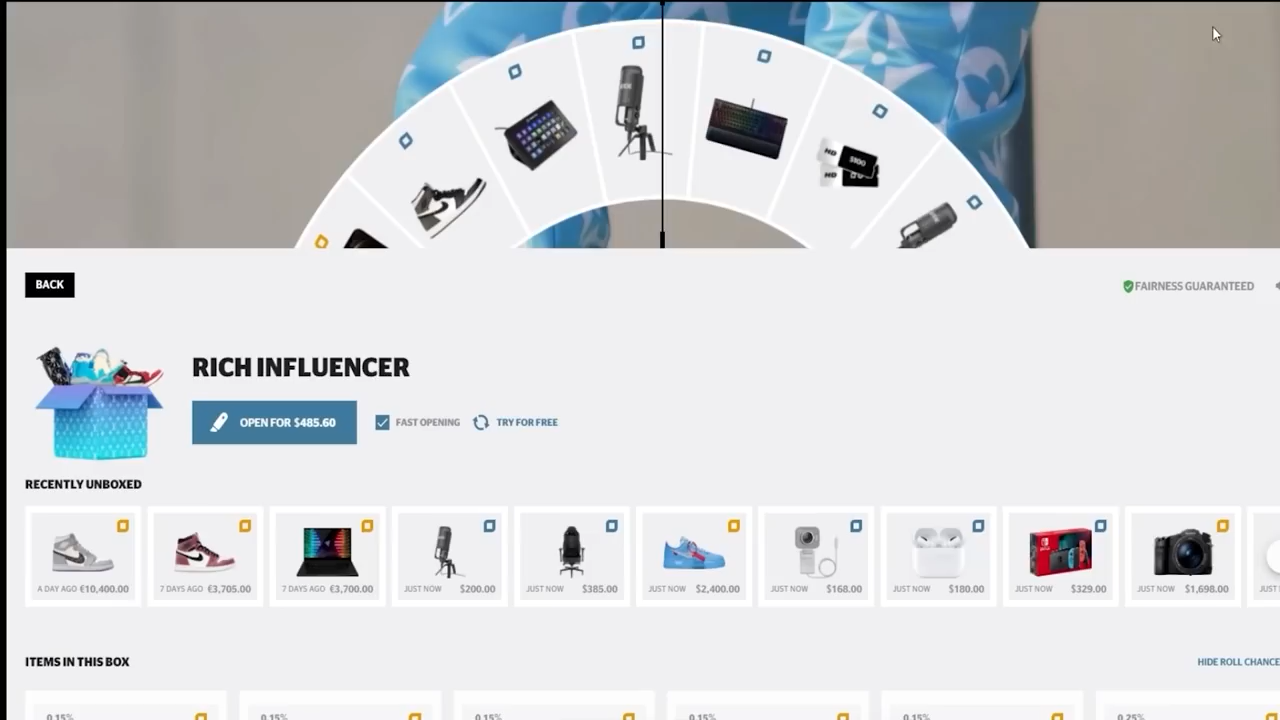 HD
$100
HD
BACK
FAIRNESS GUARANTEED
RICH INFLUENCER
OPEN FOR $485.60
FAST OPENING
TRY FOR FREE
RECENTLY UNBOXED
A DAY AGO €10,400.00
7 DAYS AGO €3,705.00
7 DAYS AGO €3,700.00
JUST NOW $200.00
JUST NOW $385.00
JUST NOW $2,400.00
JUST NOW $168.00
JUST NOW $180.00
JUST NOW $329.00
JUST NOW $1,698.00
JUST
ITEMS IN THIS BOX
HIDE ROLL CHANCE
0.15%
0.15%
0.15%
0.15%
0.15%
0.25%